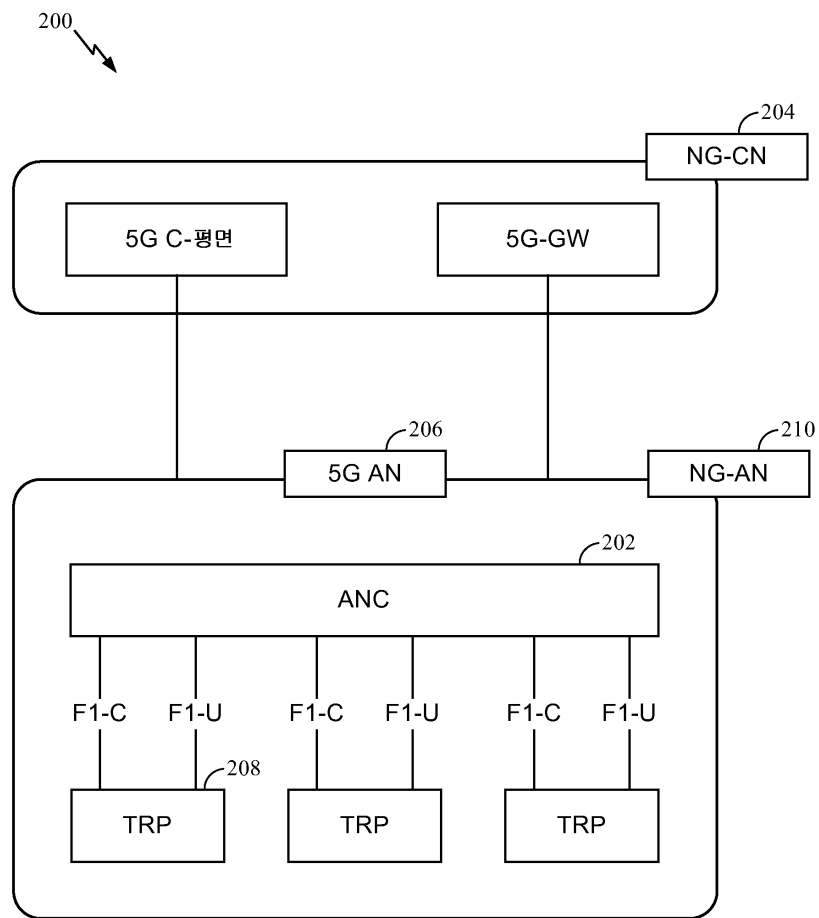 200
204
NG-CN
5G C-평면
5G-GW
206
210
5G AN
NG-AN
202
ANC
F1-C F1-U F1-C F1-U F1-C F1-U
208
TRP TRP TRP